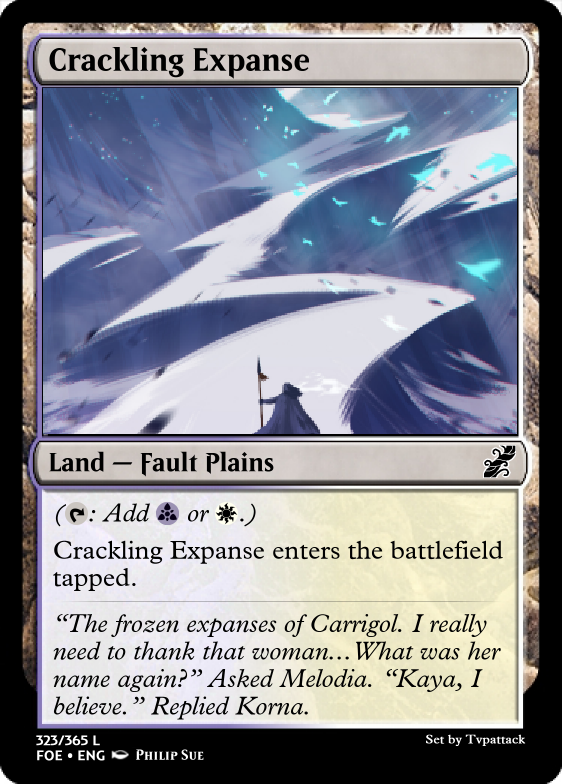 Crackling Expanse
Land — Fault Plains
(: Add or .)
Crackling Expanse enters the battlefield
tapped.
“The frozen expanses of Carrigol. I really
need to thank that woman…What was her
name again?” Asked Melodia. “Kaya, I
believe.” Replied Korna.
323/365 L
Set by Tvpattack
FOE • ENG Philip Sue